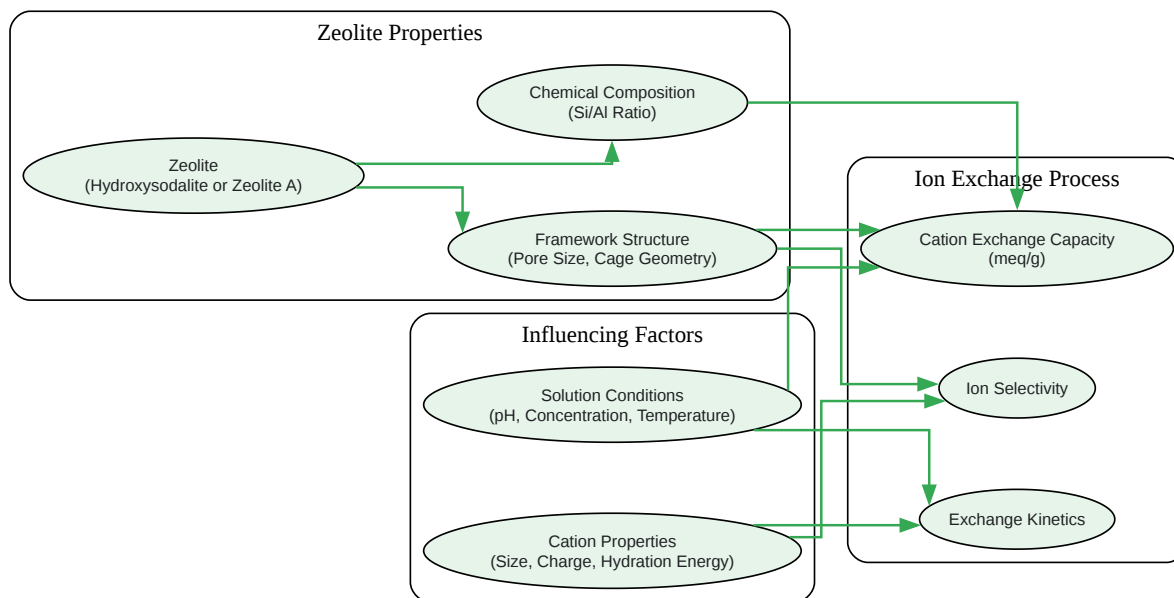 Zeolite Properties
Chemical Composition
(Si/Al Ratio)
Zeolite
(Hydroxysodalite or Zeolite A)
Framework Structure
(Pore Size, Cage Geometry)
Ion Exchange Process
Cation Exchange Capacity
(meq/g)
Ion Selectivity
Exchange Kinetics
Influencing Factors
Solution Conditions
(pH, Concentration, Temperature)
Cation Properties
(Size, Charge, Hydration Energy)